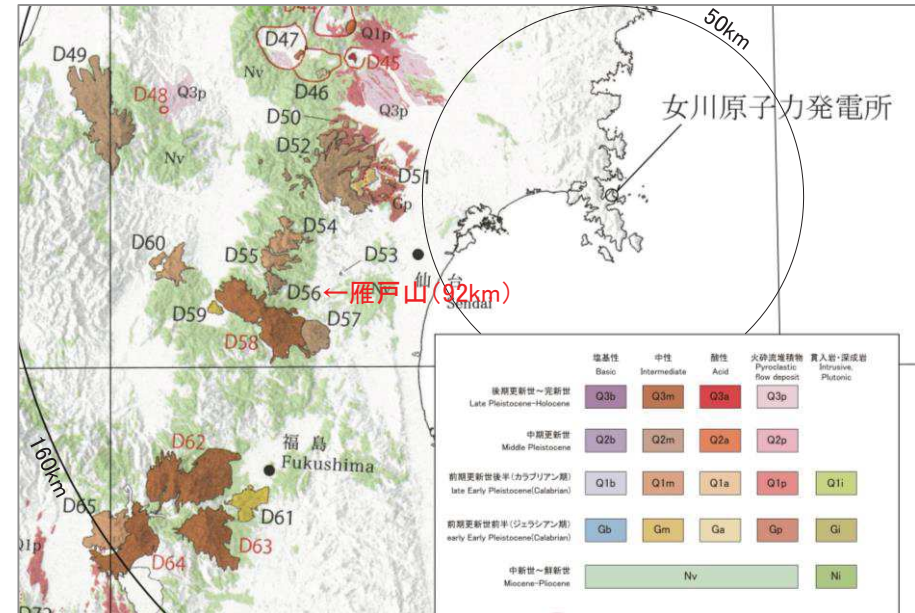 D44
D47
Q1p
50km
D49
D45
Nv
D46
D48
Q3p
Q3p
女川原子力発電所
D50
D52
Nv
D51
Gp
D54
D60
D55
D53
仙台
D56
←雁戸山(92km)
Sendai
D59
D57
D58
塩基性
中性
酸性
火砕流堆積物
貫入岩・深成岩
Basic
Intermediate
Acid
Pyroclastic
flow deposit
Intrusive,
Plutonic
後期更新世~完新世
Late Pleistocene-Holocene
Q3b
Q3m
Q3a
Q3p
中期更新世
Middle Pleistocene
Q2b
Q2m
Q2a
Q2p
前期更新世後半(カラブリアン期)
late Early Pleistocene(Calabrian)
Q1b
Q1m
Q1a
Q1p
Q1i
前期更新世前半(ジェラシアン期)
early Early Pleistocene(Calabrian)
Gb
Gm
Ga
Gp
Gi
中新世~鮮新世
Miocene-Pliocene
Nv
Ni
D62
福島
Fukushima
160km
D65
D61
Q1p
D63
D64
D73